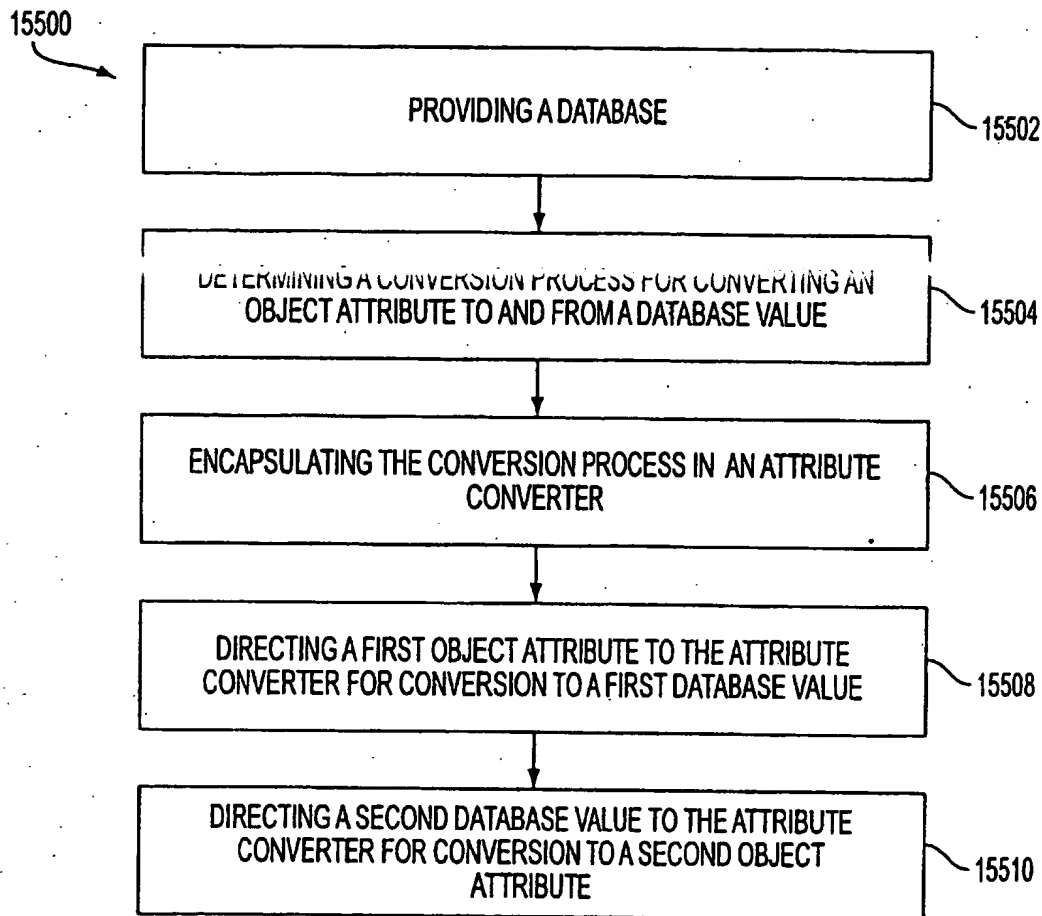 15500
PROVIDING A DATABASE
15502
DETERMINING A CONVERSION PROCESS FOR CONVERTING AN
OBJECT ATTRIBUTE TO AND FROM A DATABASE VALUE
15504
ENCAPSULATING THE CONVERSION PROCESS IN AN ATTRIBUTE
CONVERTER
15506
DIRECTING A FIRST OBJECT ATTRIBUTE TO THE ATTRIBUTE
CONVERTER FOR CONVERSION TO A FIRST DATABASE VALUE
15508
DIRECTING A SECOND DATABASE VALUE TO THE ATTRIBUTE
CONVERTER FOR CONVERSION TO A SECOND OBJECT
ATTRIBUTE
15510